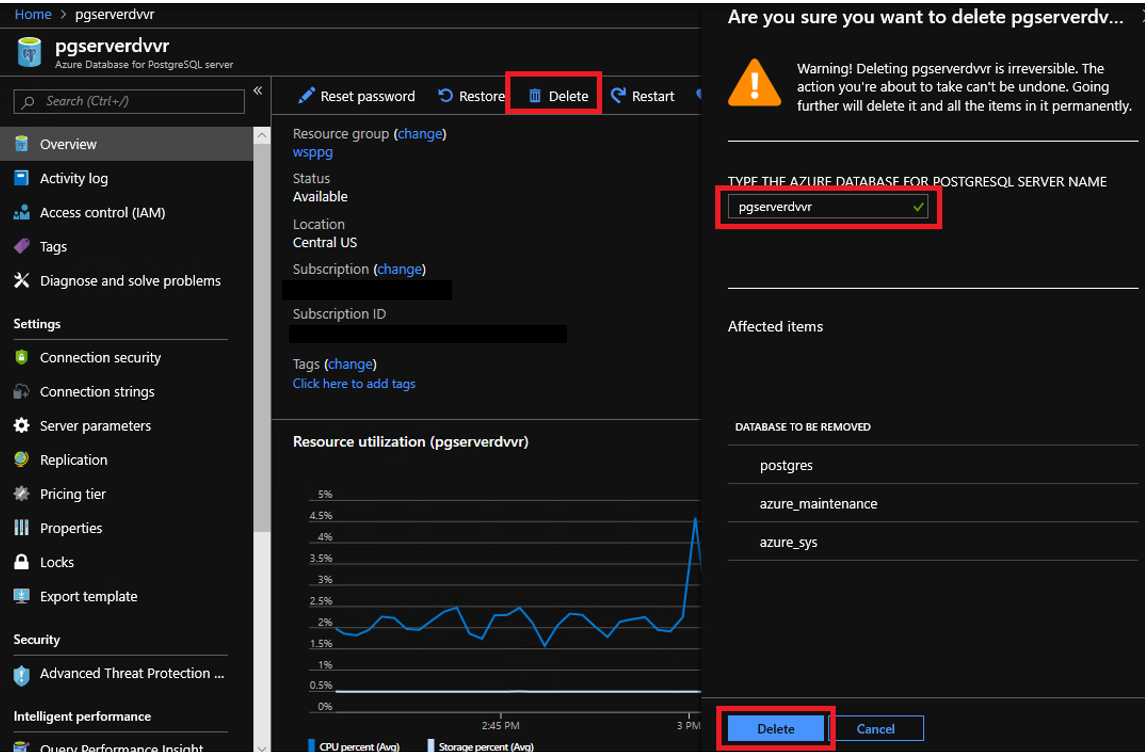 Home > pgserverdvvr
pgserverdvvr
Azure Database for PostgreSQL server
Search (Ctrl+/)
«
Overview
Activity log
Access control (IAM)
Tags
Diagnose and solve problems
Settings
Connection security
Connection strings
Server parameters
Replication
Pricing tier
Properties
Locks
Export template
Security
Advanced Threat Protection ...
Intelligent performance
Query Performance Insight
Reset password Restore Delete Restart
Resource group (change)
wsppg
Status
Available
Location
Central US
Subscription (change)
Subscription ID
Tags (change)
Click here to add tags
Resource utilization (pgserverdvvr)
5%
4.5%
4%
3.5%
3%
2.5%
2%
1.5%
1%
0.5%
0%
2:45 PM 3 PM
CPU percent (Avg) Storage percent (Avg)
Are you sure you want to delete pgserverdv...
Warning! Deleting pgserverdvvr is irreversible. The
action you're about to take can't be undone. Going
further will delete it and all the items in it permanently.
TYPE THE AZURE DATABASE FOR POSTGRESQL SERVER NAME
pgserverdvvr
Affected items
DATABASE TO BE REMOVED
postgres
azure_maintenance
azure_sys
Delete Cancel